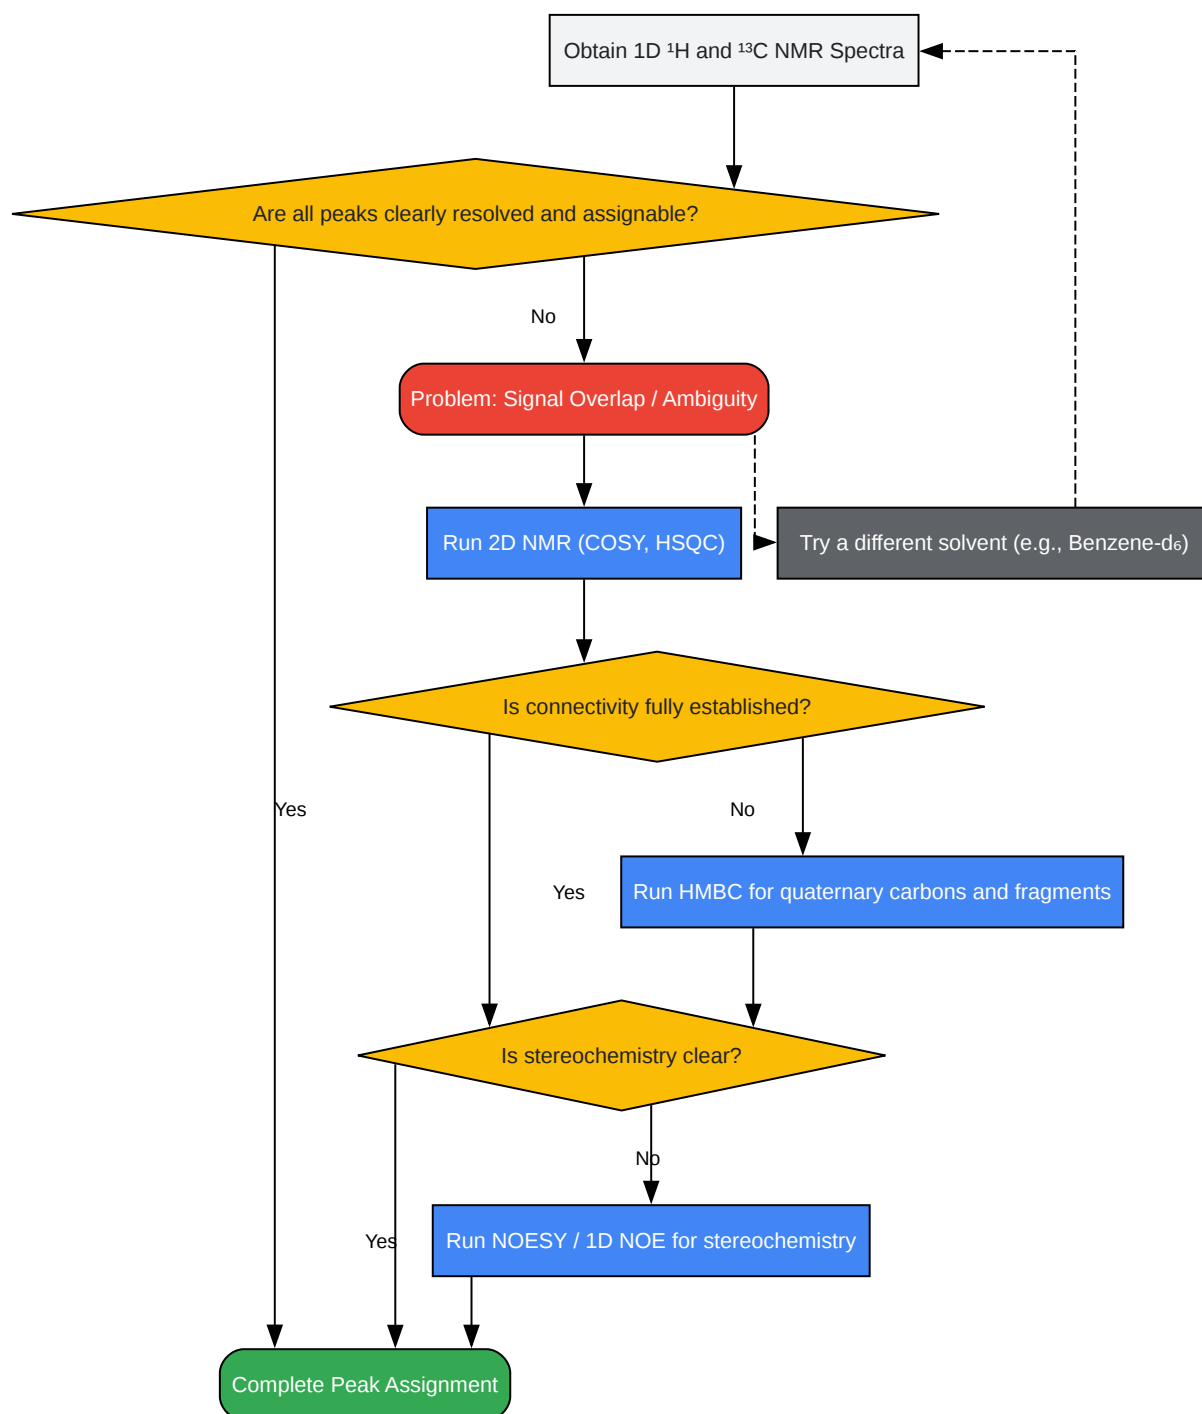 Obtain 1D ¹H and ¹³C NMR Spectra
Are all peaks clearly resolved and assignable?
No
Problem: Signal Overlap / Ambiguity
Run 2D NMR (COSY, HSQC)
Try a different solvent (e.g., Benzene-d₆)
Is connectivity fully established?
Yes
No
Yes
Run HMBC for quaternary carbons and fragments
Is stereochemistry clear?
No
Yes
Run NOESY / 1D NOE for stereochemistry
Complete Peak Assignment